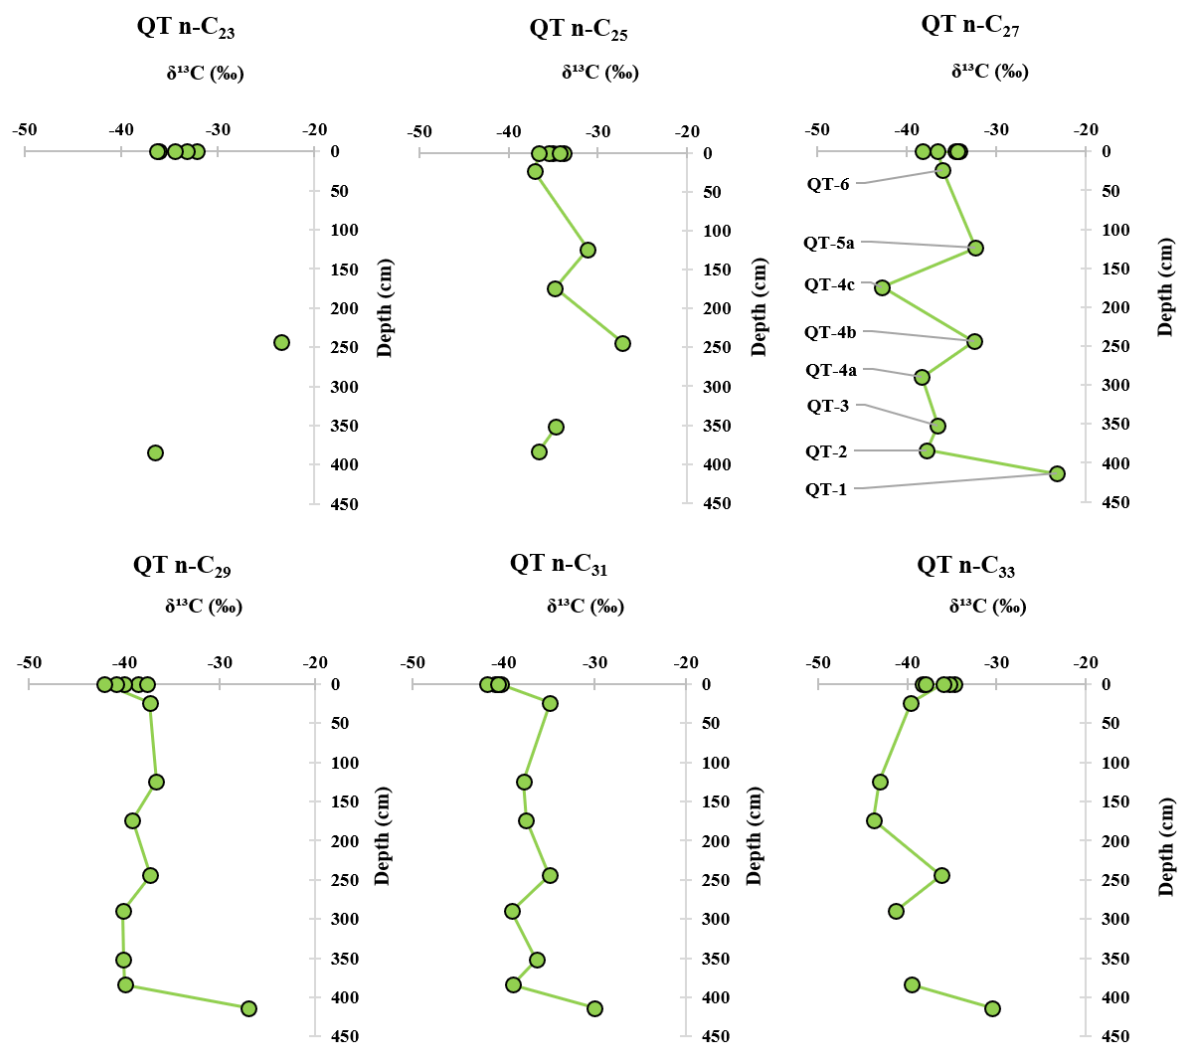 QT n-C₂₃
δ¹³C (‰)
-50 -40 -30 -20
0
50
100
150
200
250
300
350
400
450
Depth (cm)
QT n-C₂₅
δ¹³C (‰)
-50 -40 -30 -20
0
50
100
150
200
250
300
350
400
450
Depth (cm)
QT n-C₂₇
δ¹³C (‰)
-50 -40 -30 -20
0
50
100
150
200
250
300
350
400
450
Depth (cm)
QT-6
QT-5a
QT-4c
QT-4b
QT-4a
QT-3
QT-2
QT-1
QT n-C₂₉
δ¹³C (‰)
-50 -40 -30 -20
0
50
100
150
200
250
300
350
400
450
Depth (cm)
QT n-C₃₁
δ¹³C (‰)
-50 -40 -30 -20
0
50
100
150
200
250
300
350
400
450
Depth (cm)
QT n-C₃₃
δ¹³C (‰)
-50 -40 -30 -20
0
50
100
150
200
250
300
350
400
450
Depth (cm)